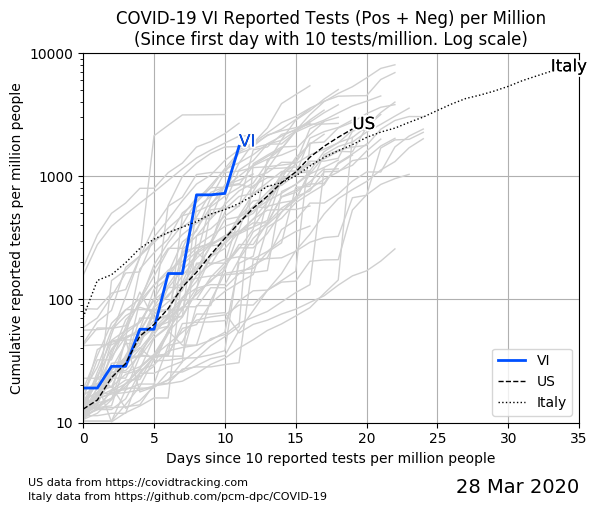 COVID-19 VI Reported Tests (Pos + Neg) per Million
(Since first day with 10 tests/million. Log scale)
Cumulative reported tests per million people
10000
1000
100
10
Italy
US
VI
VI
US
Italy
0 5 10 15 20 25 30 35
Days since 10 reported tests per million people
US data from https://covidtracking.com
Italy data from https://github.com/pcm-dpc/COVID-19
28 Mar 2020